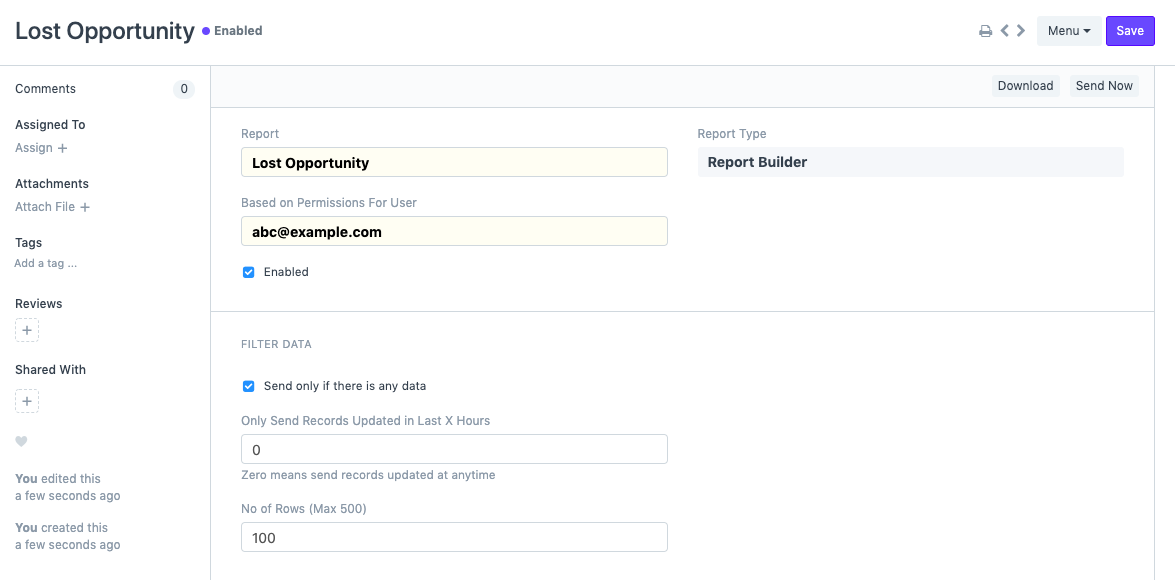 Lost Opportunity Enabled
Menu Save
Comments 0
Assigned To
Assign +
Attachments
Attach File +
Tags
Add a tag ...
Reviews
+
Shared With
+
You edited this
a few seconds ago
You created this
a few seconds ago
Download Send Now
Report
Lost Opportunity
Report Type
Report Builder
Based on Permissions For User
abc@example.com
Enabled
FILTER DATA
Send only if there is any data
Only Send Records Updated in Last X Hours
0
Zero means send records updated at anytime
No of Rows (Max 500)
100